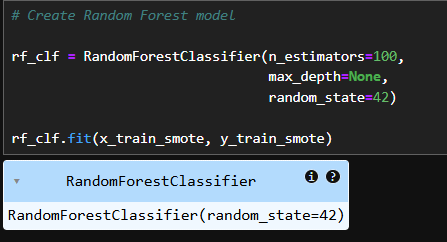 # Create Random Forest model
rf_clf = RandomForestClassifier(n_estimators=100,
max_depth=None,
random_state=42)
rf_clf.fit(x_train_smote, y_train_smote)
▾ RandomForestClassifier i ?
RandomForestClassifier(random_state=42)